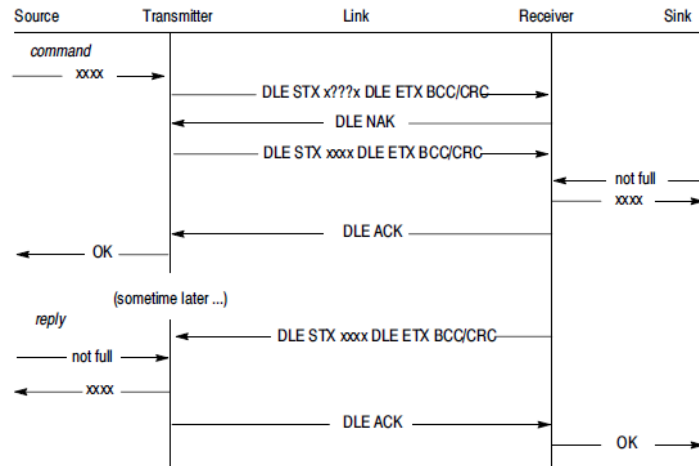 Source Transmitter Link Receiver Sink
command
xxxx
DLE STX x???x DLE ETX BCC/CRC
DLE NAK
DLE STX xxxx DLE ETX BCC/CRC
not full
xxxx
DLE ACK
OK
(sometime later ...)
reply
DLE STX xxxx DLE ETX BCC/CRC
not full
xxxx
DLE ACK
OK